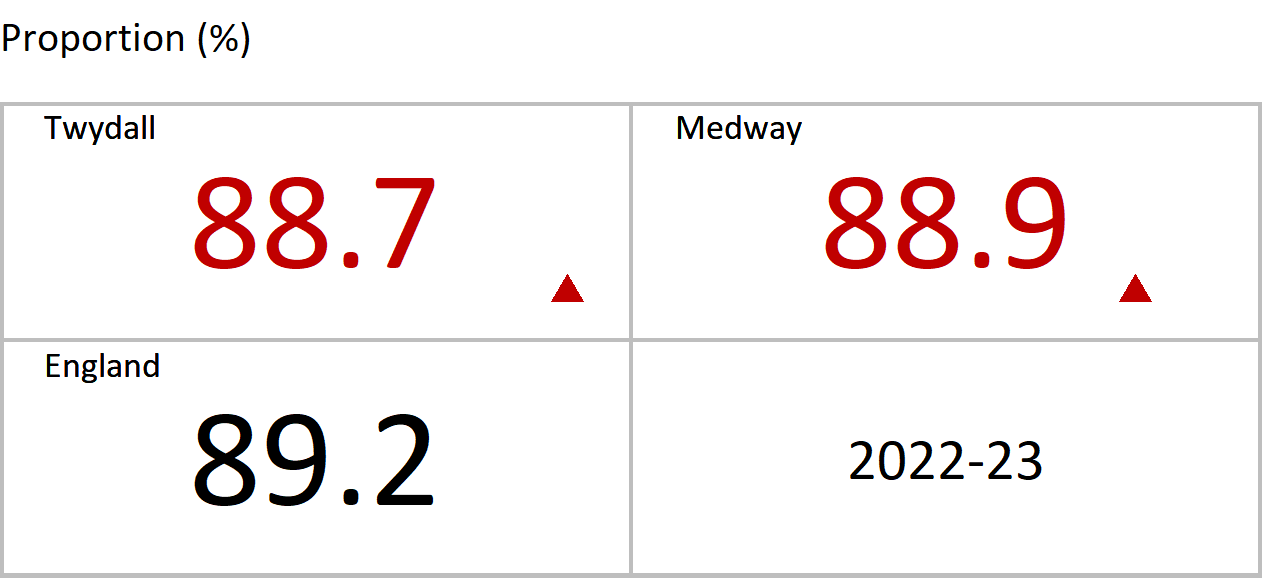 Proportion (%)
Twydall
88.7
Medway
88.9
England
89.2
2022-23